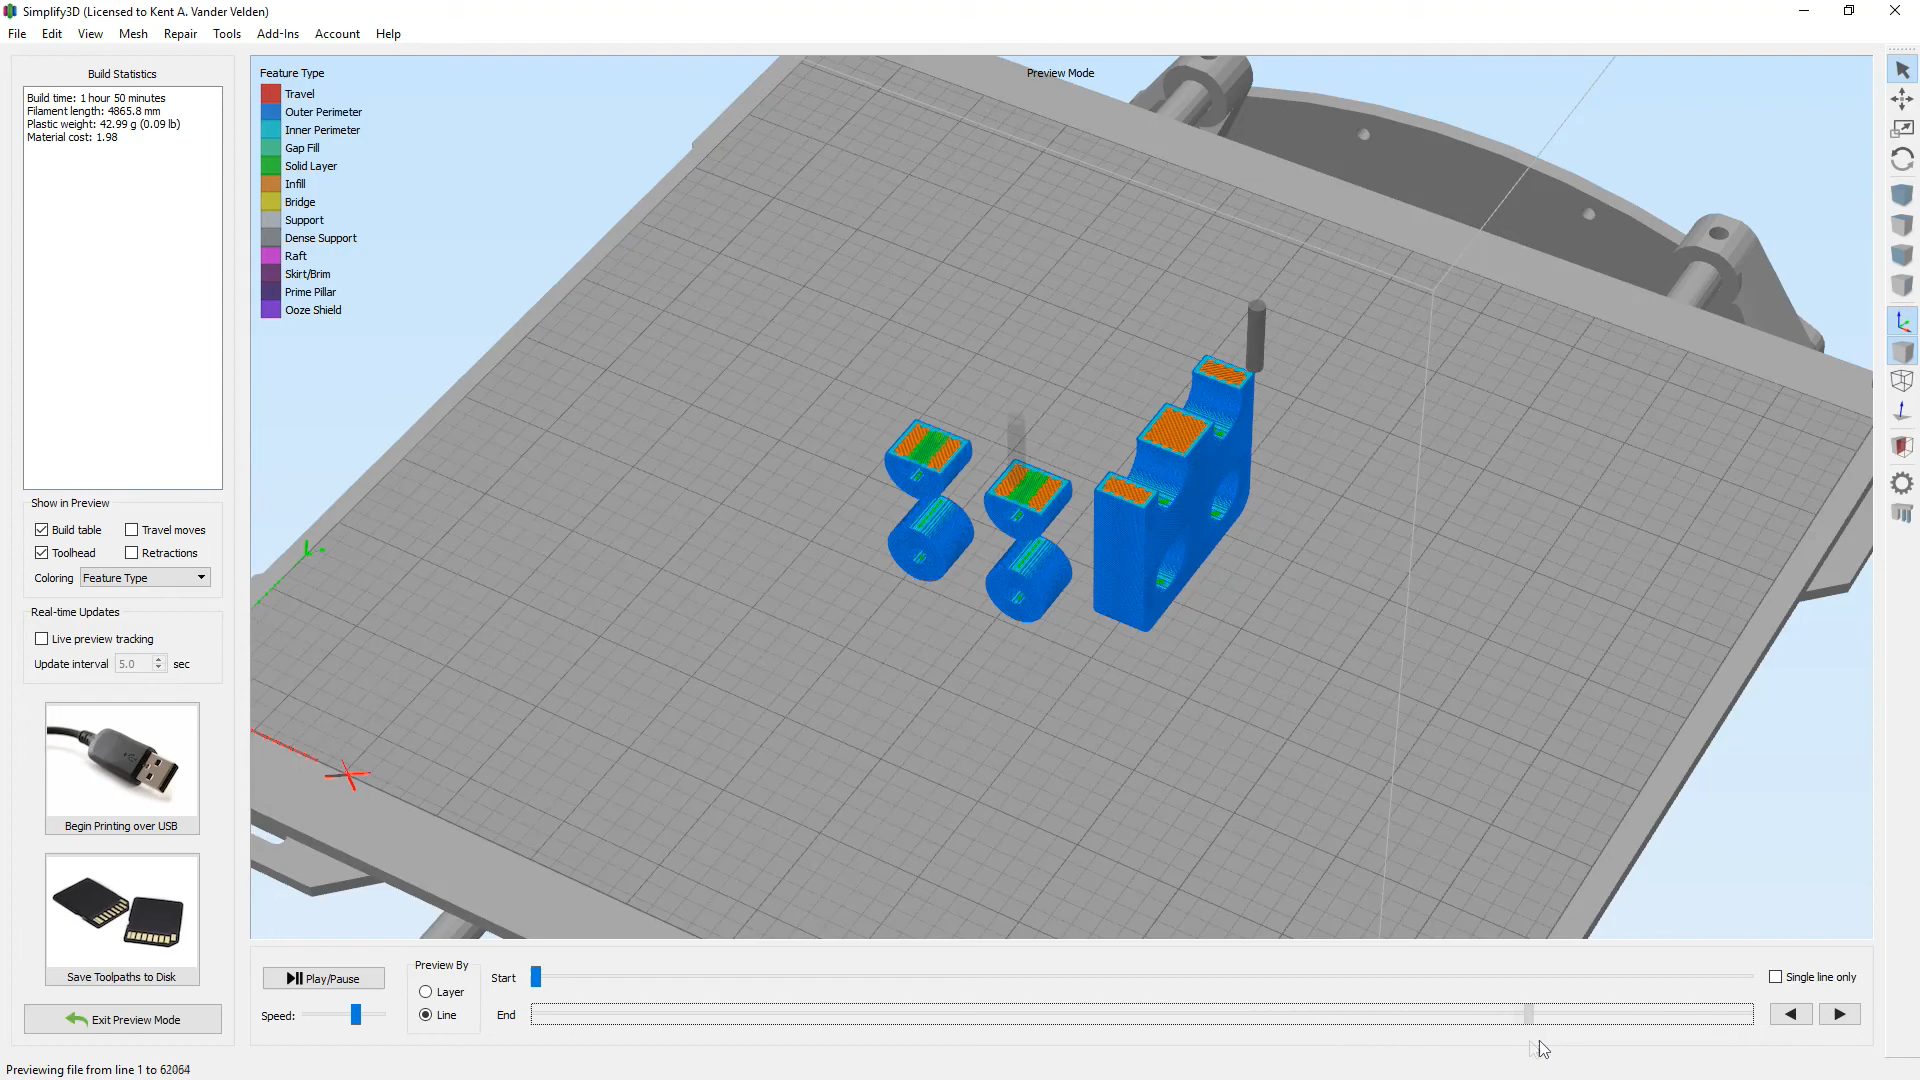 Simplify3D (Licensed to Kent A. Vander Velden)
File Edit View Mesh Repair Tools Add-Ins Account Help
Build Statistics
Build time: 1 hour 50 minutes
Filament length: 4865.8 mm
Plastic weight: 42.99 g (0.09 lb)
Material cost: 1.98
Show in Preview
Build table
Travel moves
Toolhead
Retractions
Coloring Feature Type
Real-time Updates
Live preview tracking
Update interval 5.0 sec
Begin Printing over USB
Save Toolpaths to Disk
Exit Preview Mode
Feature Type
Travel
Outer Perimeter
Inner Perimeter
Gap Fill
Solid Layer
Infill
Bridge
Support
Dense Support
Raft
Skirt/Brim
Prime Pillar
Ooze Shield
Preview Mode
Play/Pause
Speed:
Preview By
Layer
Line
Start
End
Single line only
Previewing file from line 1 to 62064